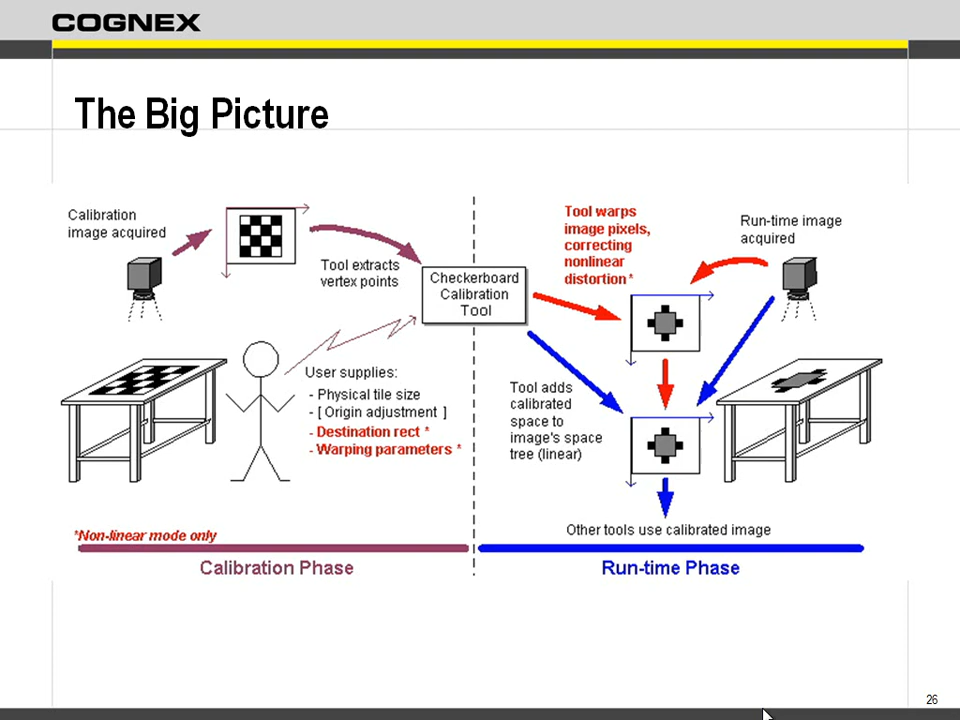 COGNEX
The Big Picture
Calibration
image acquired
Tool extracts
vertex points
Checkerboard
Calibration
Tool
User supplies:
- Physical tile size
- [ Origin adjustment ]
- Destination rect *
- Warping parameters *
*Non-linear mode only
Calibration Phase
Tool warps
image pixels,
correcting
nonlinear
distortion *
Run-time image
acquired
Tool adds
calibrated
space to
image's space
tree (linear)
Other tools use calibrated image
Run-time Phase
26